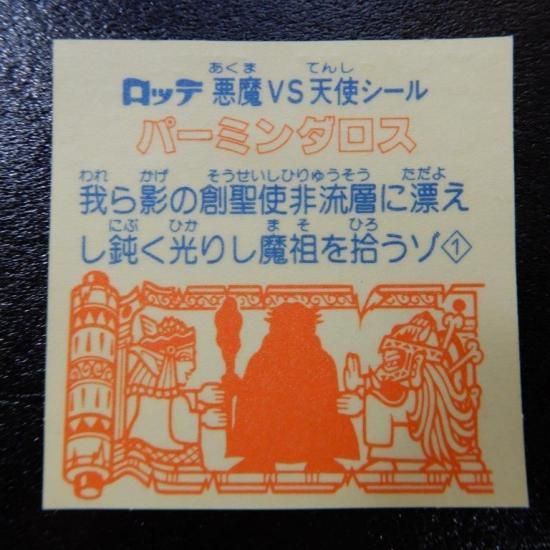 あくま てんし
ロッテ 悪魔VS天使シール
パーミンダロス
われ かげ そうせいしひりゅうそう ただよ
我ら影の創聖使非流層に漂え
にぶ ひか まそ ひろ
し鈍く光りし魔祖を拾うゾ1